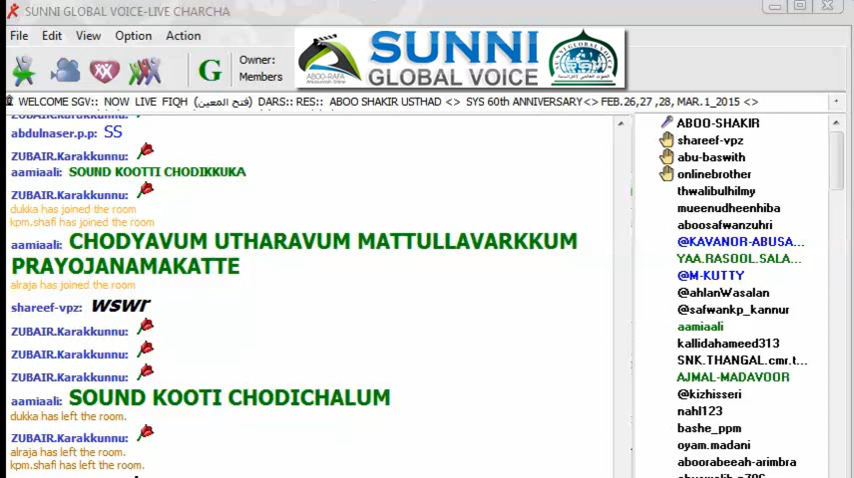 SUNNI GLOBAL VOICE-LIVE CHARCHA
File Edit View Option Action
G
Owner:
Members
ABOO-RAFA
SUNNI
GLOBAL VOICE
SUNNI GLOBAL VOICE
WELCOME SGV:: NOW LIVE FIQH (فتح المعين) DARS:: RES:: ABOO SHAKIR USTHAD <> SYS 60th ANNIVERSARY<> FEB.26,27 ,28, MAR.1_2015 <>
ZUBAIR.Karakkunnu:
abdulnaser.p.p: SS
ZUBAIR.Karakkunnu:
aamiaali: SOUND KOOTTI CHODIKKUKA
ZUBAIR.Karakkunnu:
dukka has joined the room
kpm.shafi has joined the room
aamiaali: CHODYAVUM UTHARAVUM MATTULLAVARKKUM
PRAYOJANAMAKATTE
alraja has joined the room
shareef-vpz: wswr
ZUBAIR.Karakkunnu:
ZUBAIR.Karakkunnu:
ZUBAIR.Karakkunnu:
aamiaali: SOUND KOOTI CHODICHALUM
dukka has left the room.
ZUBAIR.Karakkunnu:
alraja has left the room.
kpm.shafi has left the room.
ABOO-SHAKIR
shareef-vpz
abu-baswith
onlinebrother
thwalibulhilmy
mueenudheenhiba
aboosafwanzuhri
@KAVANOR-ABUSA...
YAA.RASOOL.SALA...
@M-KUTTY
@ahlanWasalan
@safwankp_kannur
aamiaali
kallidahameed313
SNK.THANGAL.cmr.t...
AJMAL-MADAVOOR
@kizhisseri
nahl123
bashe_ppm
oyam.madani
aboorabeeah-arimbra